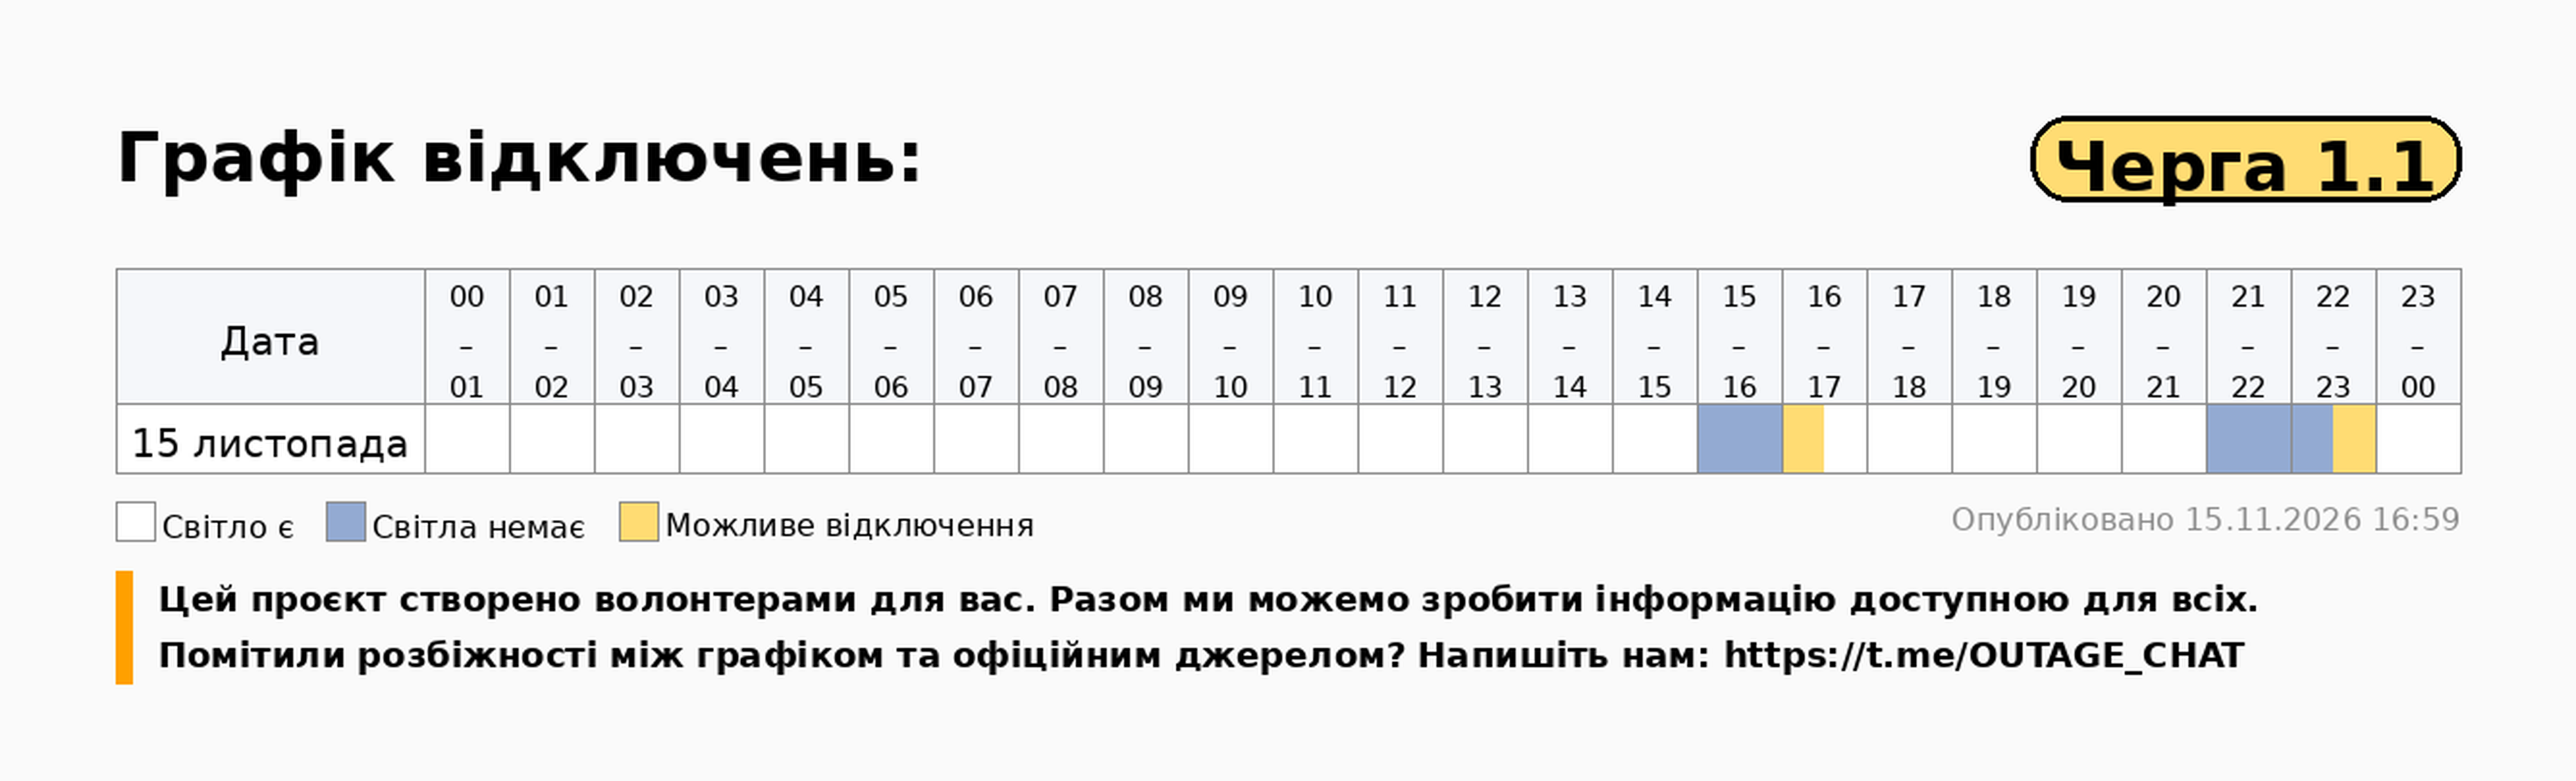 Графік відключень:
Черга 1.1
Дата
00 – 01
01 – 02
02 – 03
03 – 04
04 – 05
05 – 06
06 – 07
07 – 08
08 – 09
09 – 10
10 – 11
11 – 12
12 – 13
13 – 14
14 – 15
15 – 16
16 – 17
17 – 18
18 – 19
19 – 20
20 – 21
21 – 22
22 – 23
23 – 00
15 листопада
Світло є
Світла немає
Можливе відключення
Опубліковано 15.11.2026 16:59
Цей проєкт створено волонтерами для вас. Разом ми можемо зробити інформацію доступною для всіх.
Помітили розбіжності між графіком та офіційним джерелом? Напишіть нам: https://t.me/OUTAGE_CHAT